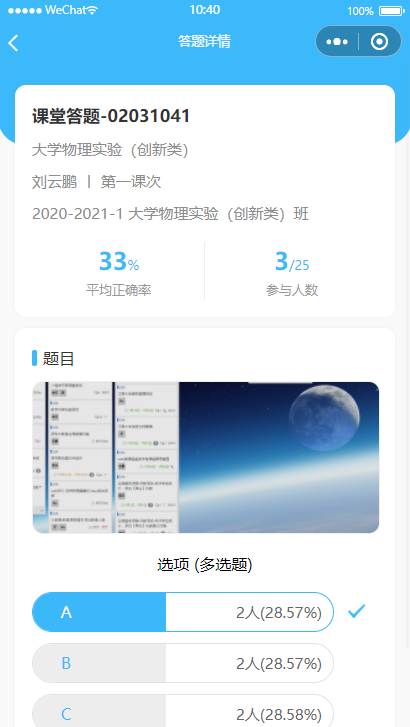 WeChat 10:40 100%
答题详情
课堂答题-02031041
大学物理实验（创新类）
刘云鹏 | 第一课次
2020-2021-1 大学物理实验（创新类）班
33% 3/25
平均正确率 参与人数
题目
选项 (多选题)
A 2人(28.57%)
B 2人(28.57%)
C 2人(28.58%)